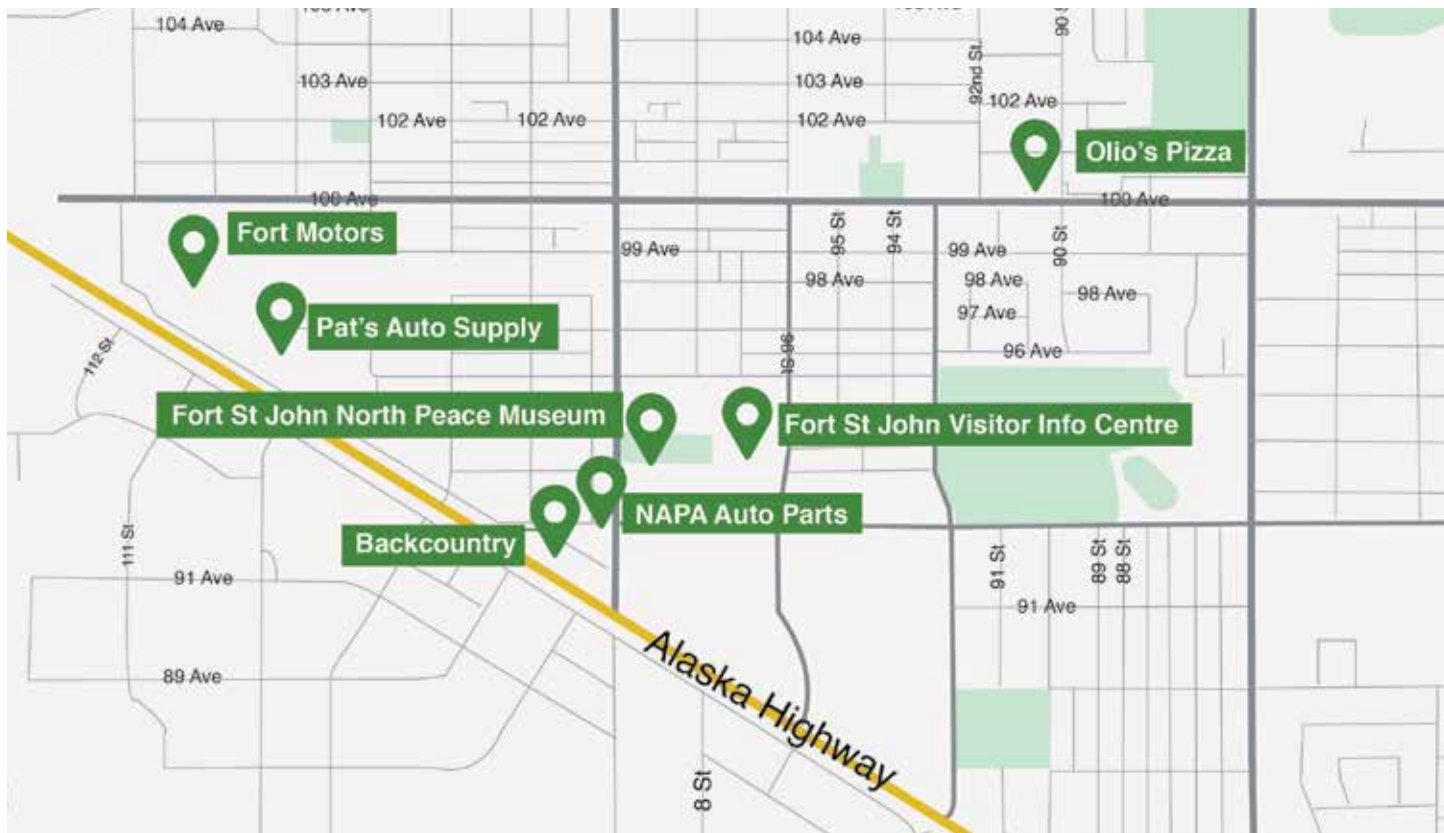 104 Ave
104 Ave
90
103 Ave
103 Ave
92nd St.
102 Ave
102 Ave
102 Ave
102 Ave
Olio's Pizza
100 Ave
100 Ave
Fort Motors
99 Ave
95 St
94 St
99 Ave
90 St
98 Ave
98 Ave
98 Ave
Pat's Auto Supply
97 Ave
112 St
96 St
96 Ave
Fort St John North Peace Museum
Fort St John Visitor Info Centre
NAPA Auto Parts
Backcountry
111 St
91 Ave
91 St
89 St
88 St
91 Ave
89 Ave
Alaska Highway
8 St